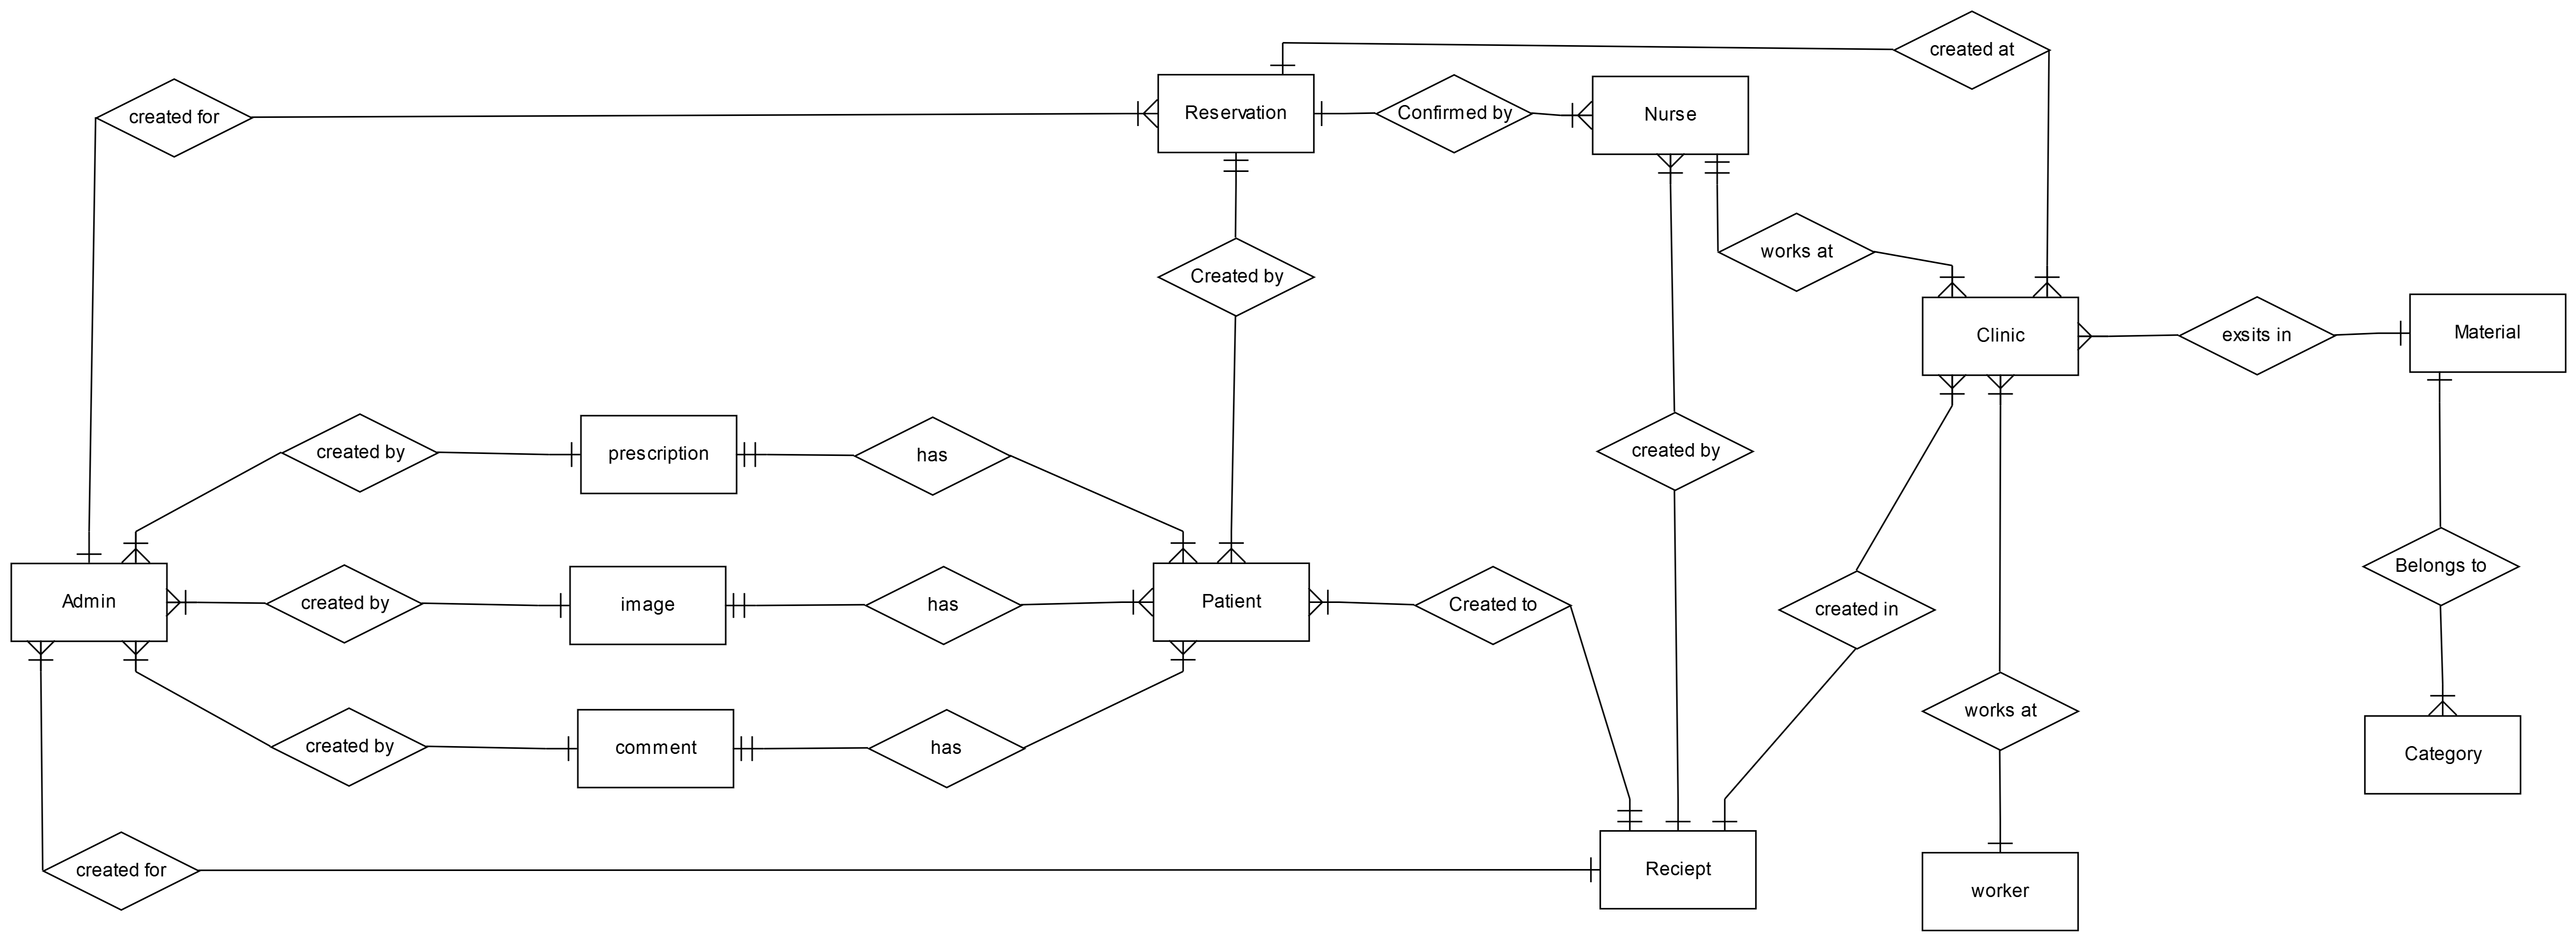 created at
created for
Reservation
Confirmed by
Nurse
Created by
works at
Clinic
exsits in
Material
created by
prescription
has
created by
Belongs to
Admin
created by
image
has
Patient
Created to
created in
works at
created by
comment
has
Category
created for
Reciept
worker